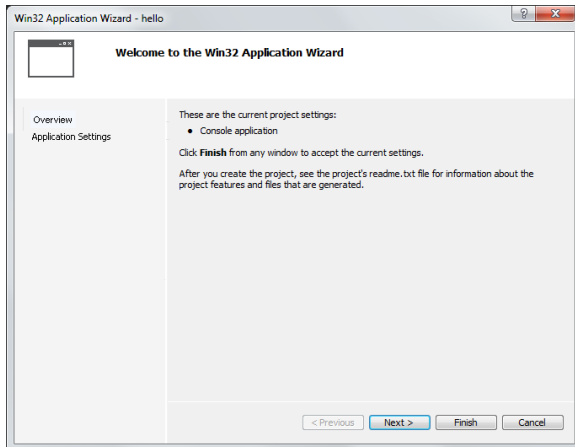 Win32 Application Wizard - hello
Welcome to the Win32 Application Wizard
Overview
Application Settings
These are the current project settings:
• Console application
Click Finish from any window to accept the current settings.
After you create the project, see the project's readme.txt file for information about the
project features and files that are generated.
< Previous Next > Finish Cancel